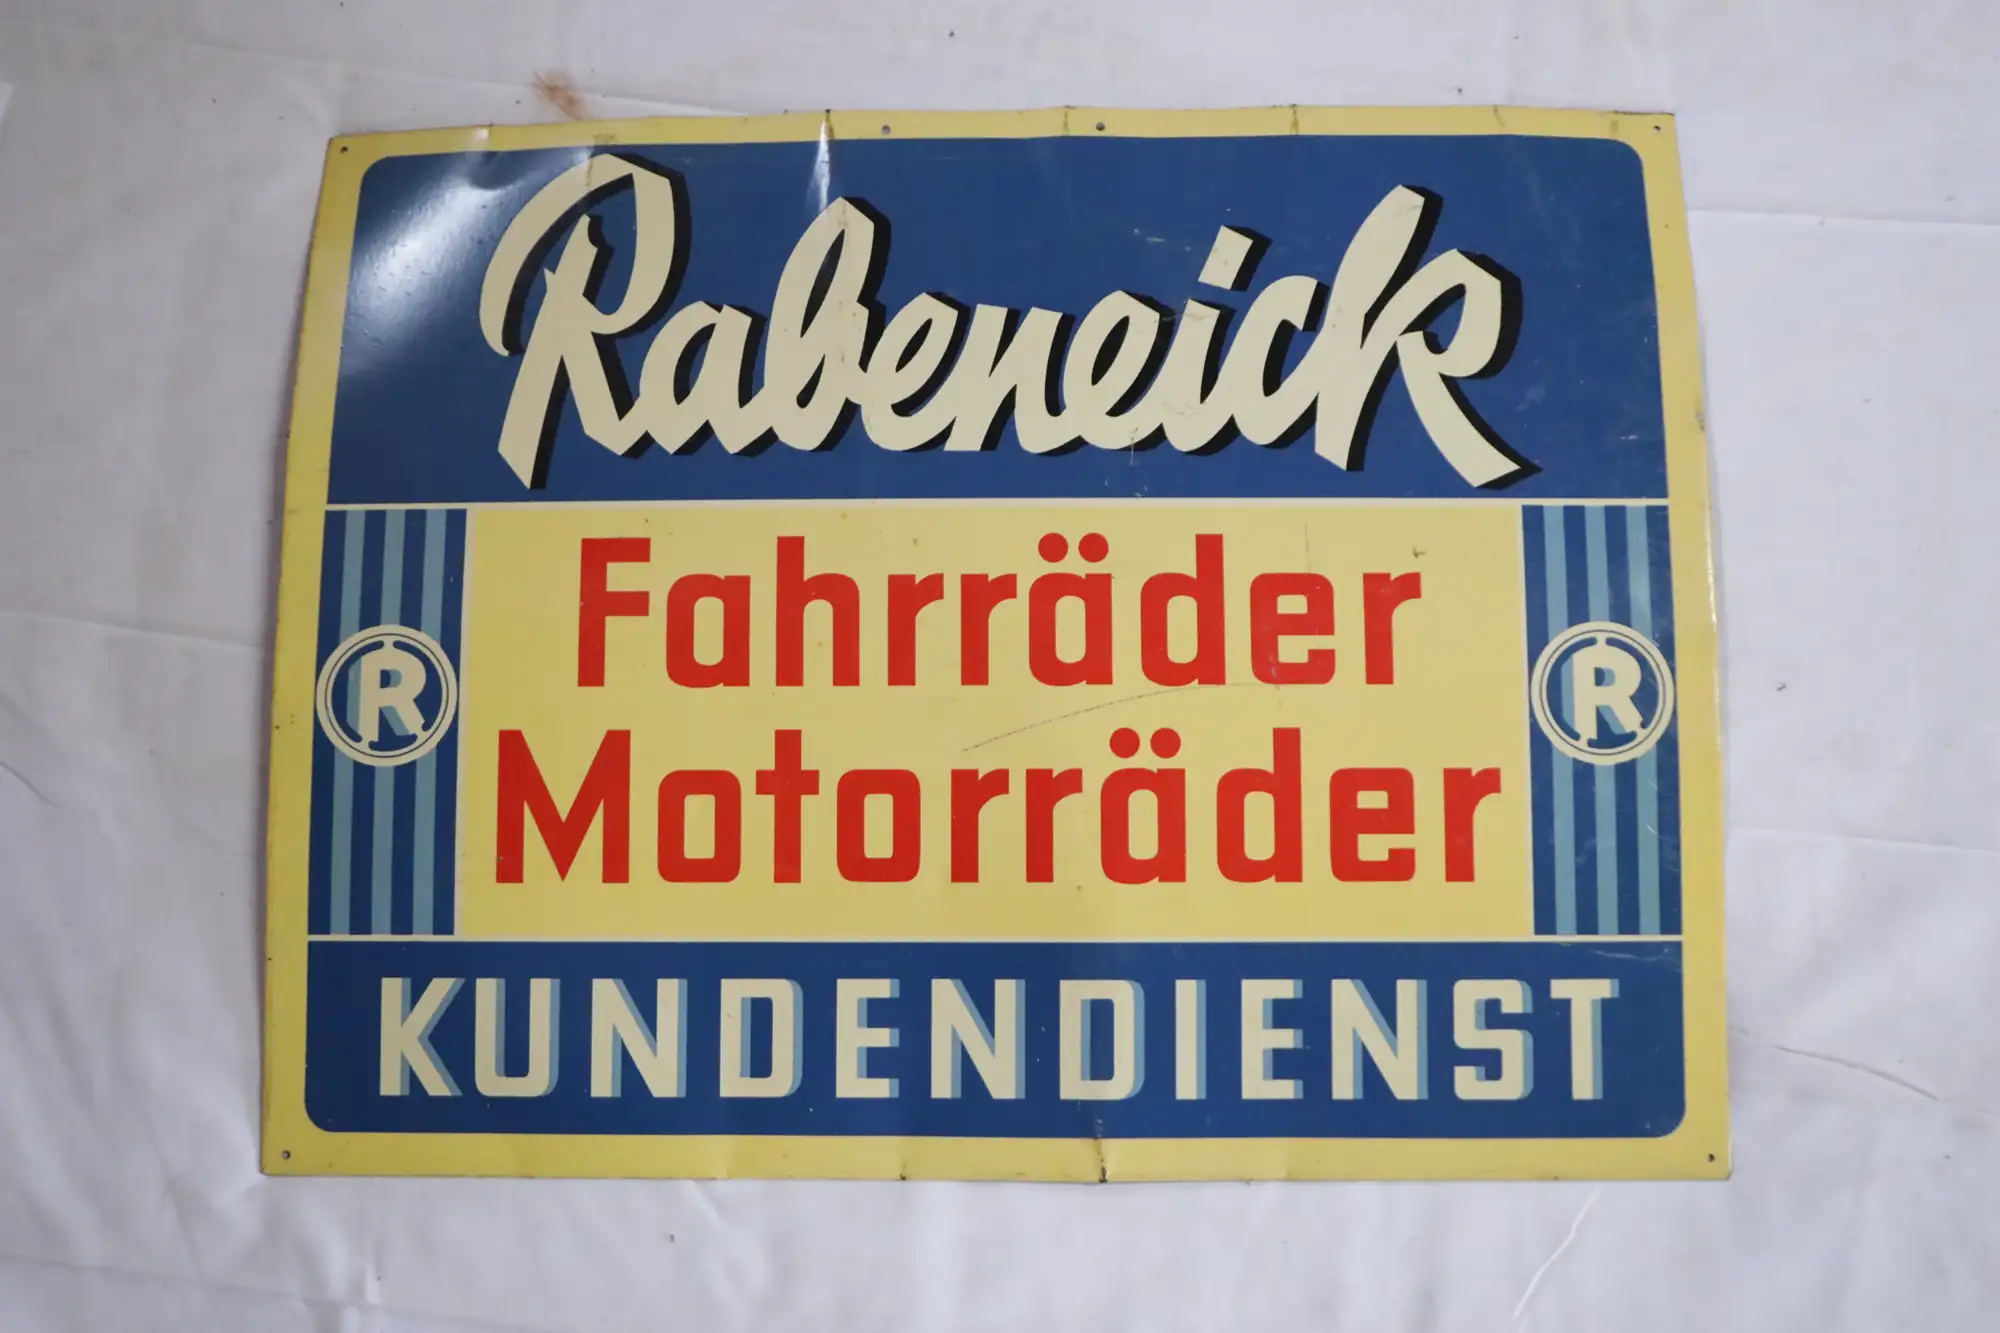 Rabeneick
Fahrräder
R
R
Motorräder
KUNDENDIENST